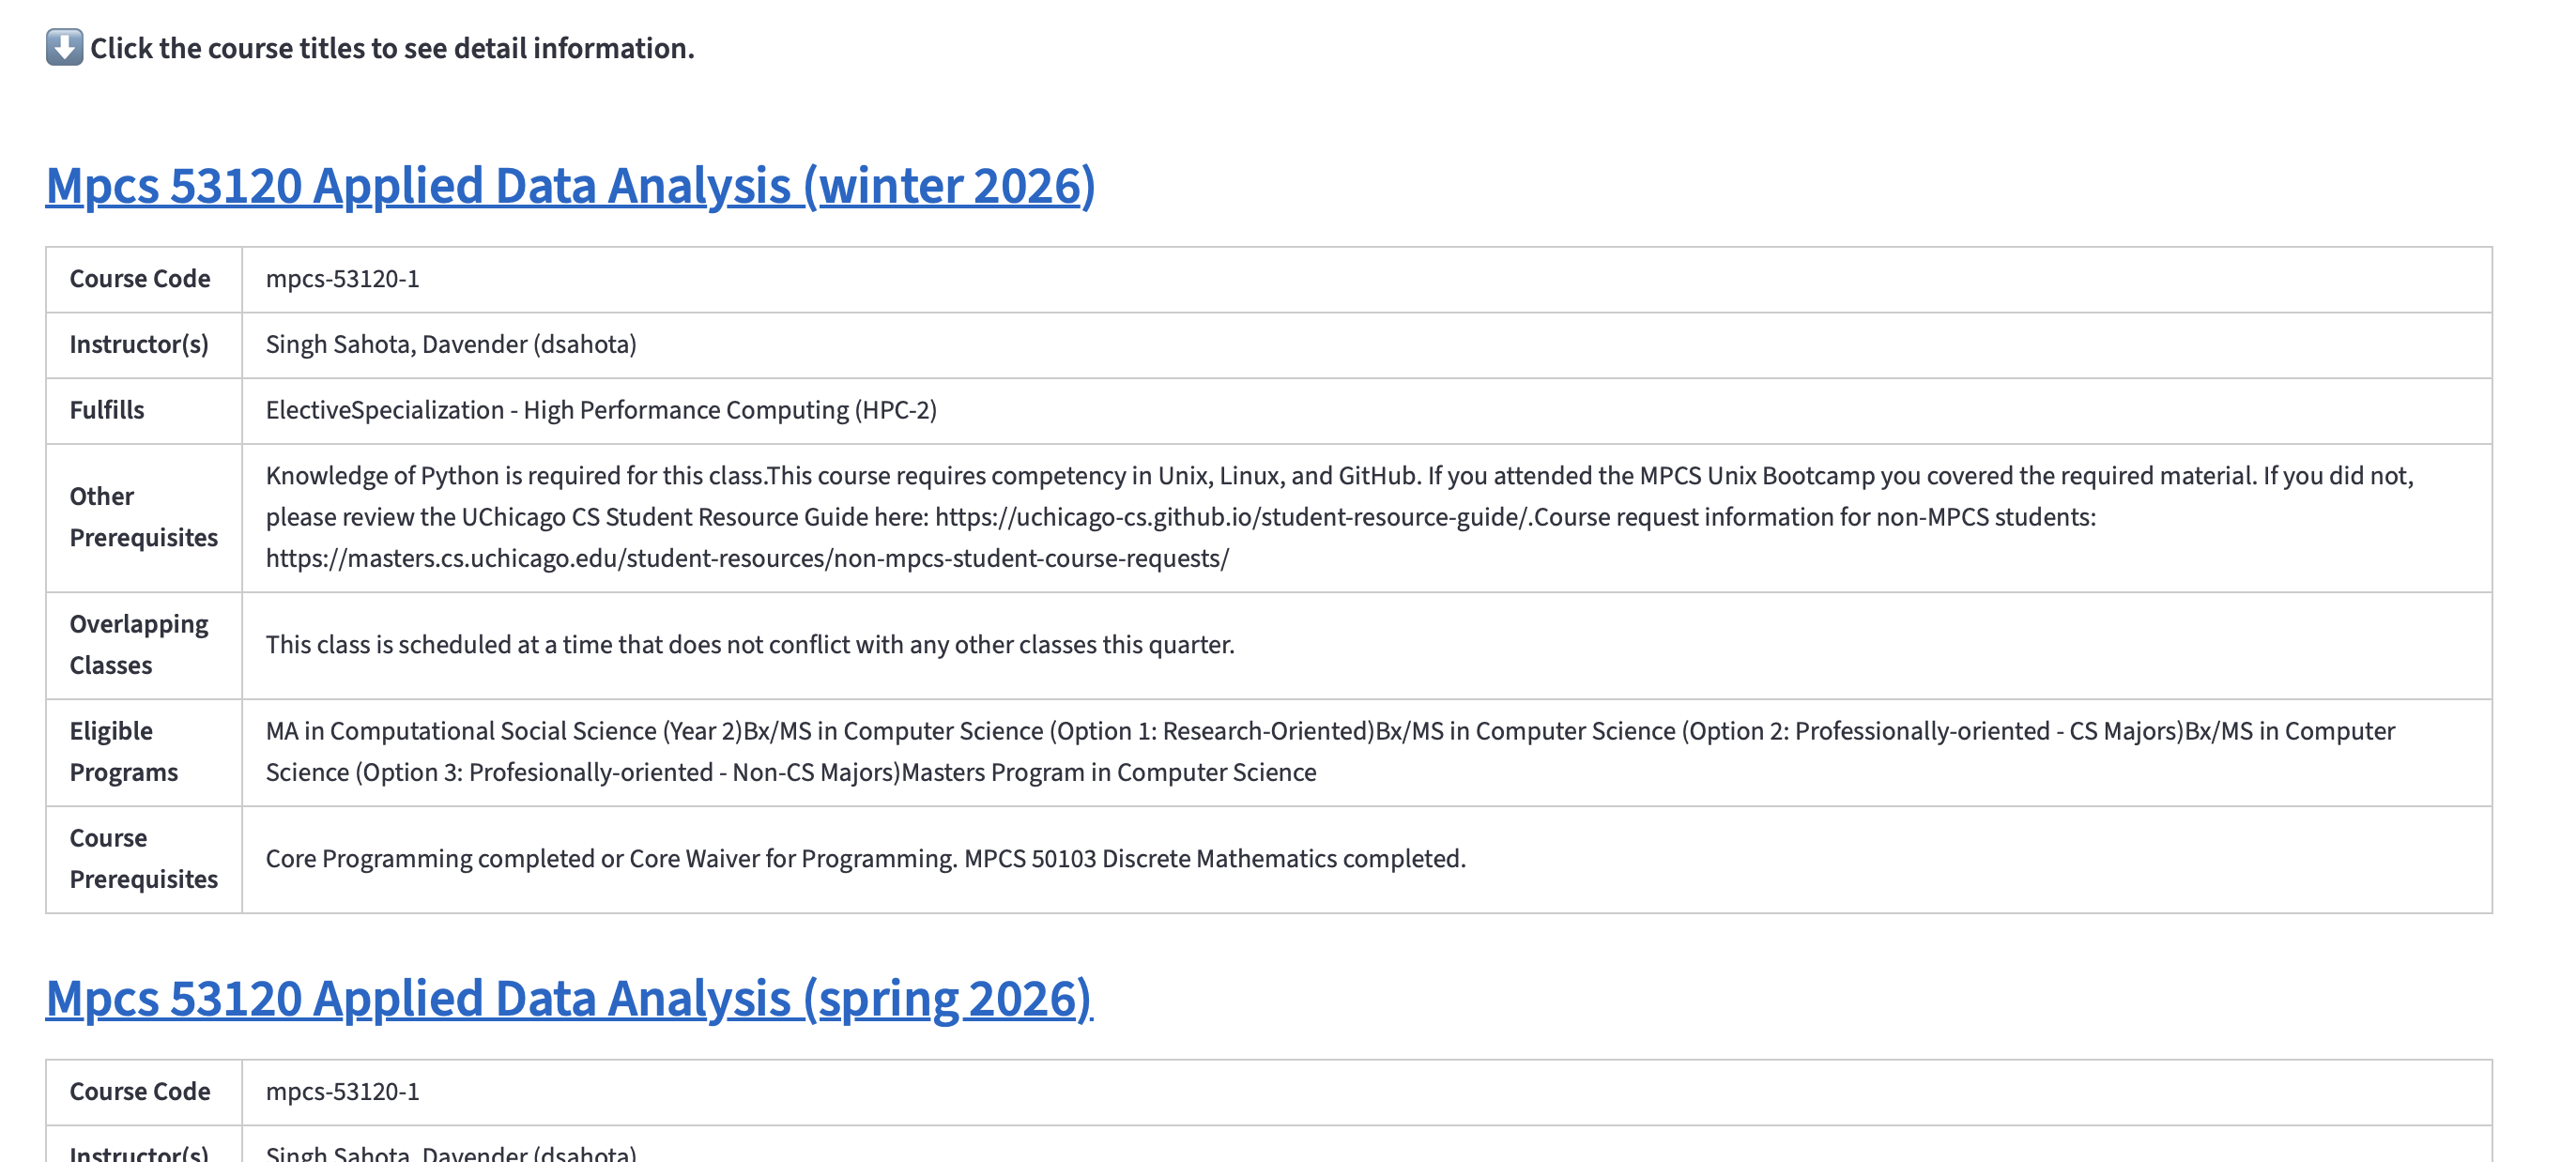 ⬇️ Click the course titles to see detail information.
Mpcs 53120 Applied Data Analysis (winter 2026)
Course Code mpcs-53120-1
Instructor(s) Singh Sahota, Davender (dsahota)
Fulfills ElectiveSpecialization - High Performance Computing (HPC-2)
Other Prerequisites
Knowledge of Python is required for this class.This course requires competency in Unix, Linux, and GitHub. If you attended the MPCS Unix Bootcamp you covered the required material. If you did not,
please review the UChicago CS Student Resource Guide here: https://uchicago-cs.github.io/student-resource-guide/.Course request information for non-MPCS students:
https://masters.cs.uchicago.edu/student-resources/non-mpcs-student-course-requests/
Overlapping Classes
This class is scheduled at a time that does not conflict with any other classes this quarter.
Eligible Programs
MA in Computational Social Science (Year 2)Bx/MS in Computer Science (Option 1: Research-Oriented)Bx/MS in Computer Science (Option 2: Professionally-oriented - CS Majors)Bx/MS in Computer
Science (Option 3: Profesionally-oriented - Non-CS Majors)Masters Program in Computer Science
Course Prerequisites
Core Programming completed or Core Waiver for Programming. MPCS 50103 Discrete Mathematics completed.
Mpcs 53120 Applied Data Analysis (spring 2026)
Course Code mpcs-53120-1
Instructor(s) Singh Sahota, Davender (dsahota)